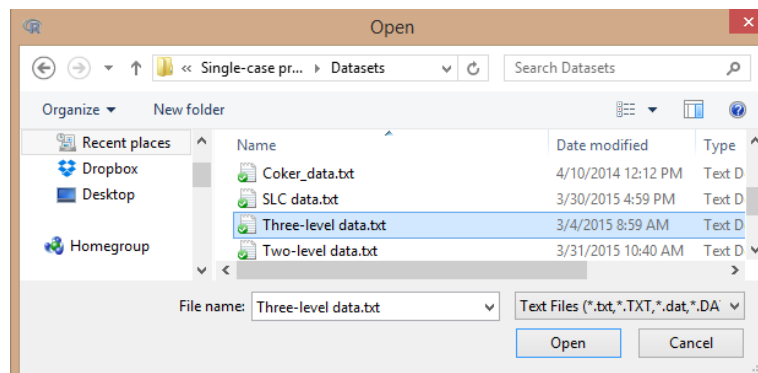 R Open
« Single-case pr... Datasets Search Datasets
Organize New folder
Recent places
Dropbox
Desktop
Homegroup
Name Date modified Type
Coker_data.txt 4/10/2014 12:12 PM Text D
SLC data.txt 3/30/2015 4:59 PM Text D
Three-level data.txt 3/4/2015 8:59 AM Text D
Two-level data.txt 3/31/2015 10:40 AM Text D
File name: Three-level data.txt Text Files (*.txt,*.TXT,*.dat,*.DA
Open Cancel